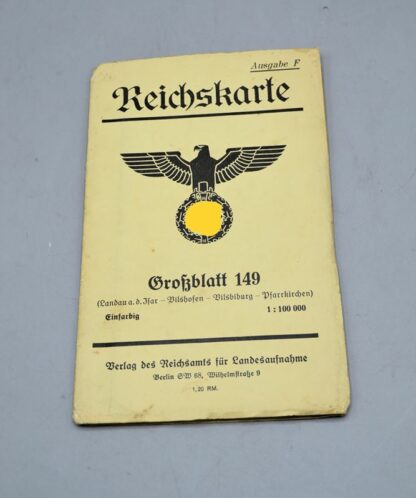 Ausgabe F
Reichskarte
Großblatt 149
(Landau a.d. Isar – Vilshofen – Vilsbiburg – Pfarrkirchen)
Einfarbig 1 : 100 000
Verlag des Reichsamts für Landesaufnahme
Berlin SW 68, Wilhelmstraße 9
1,20 RM.